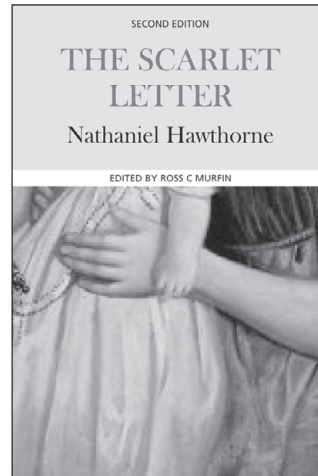 SECOND EDITION
THE SCARLET
LETTER
Nathaniel Hawthorne
EDITED BY ROSS C MURFIN